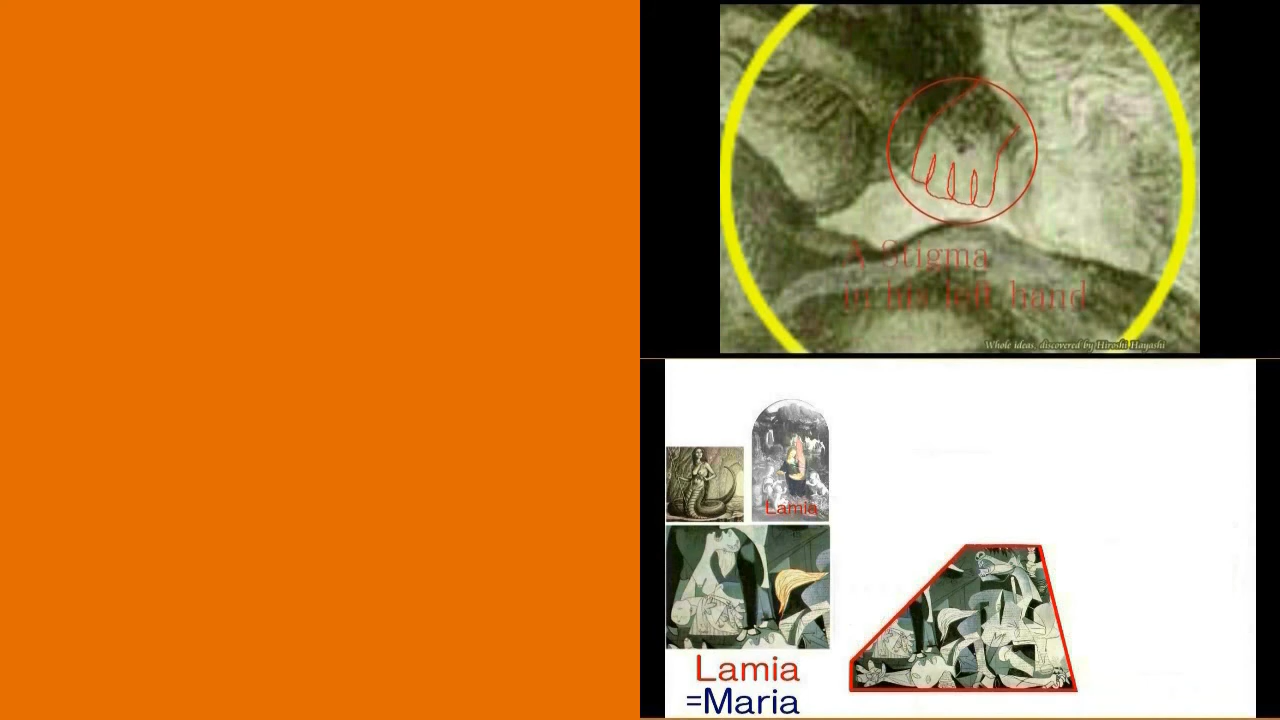 A Stigma
in his left hand
Whole ideas, discovered by Hiroshi Hayashi
Lamia
Lamia
=Maria